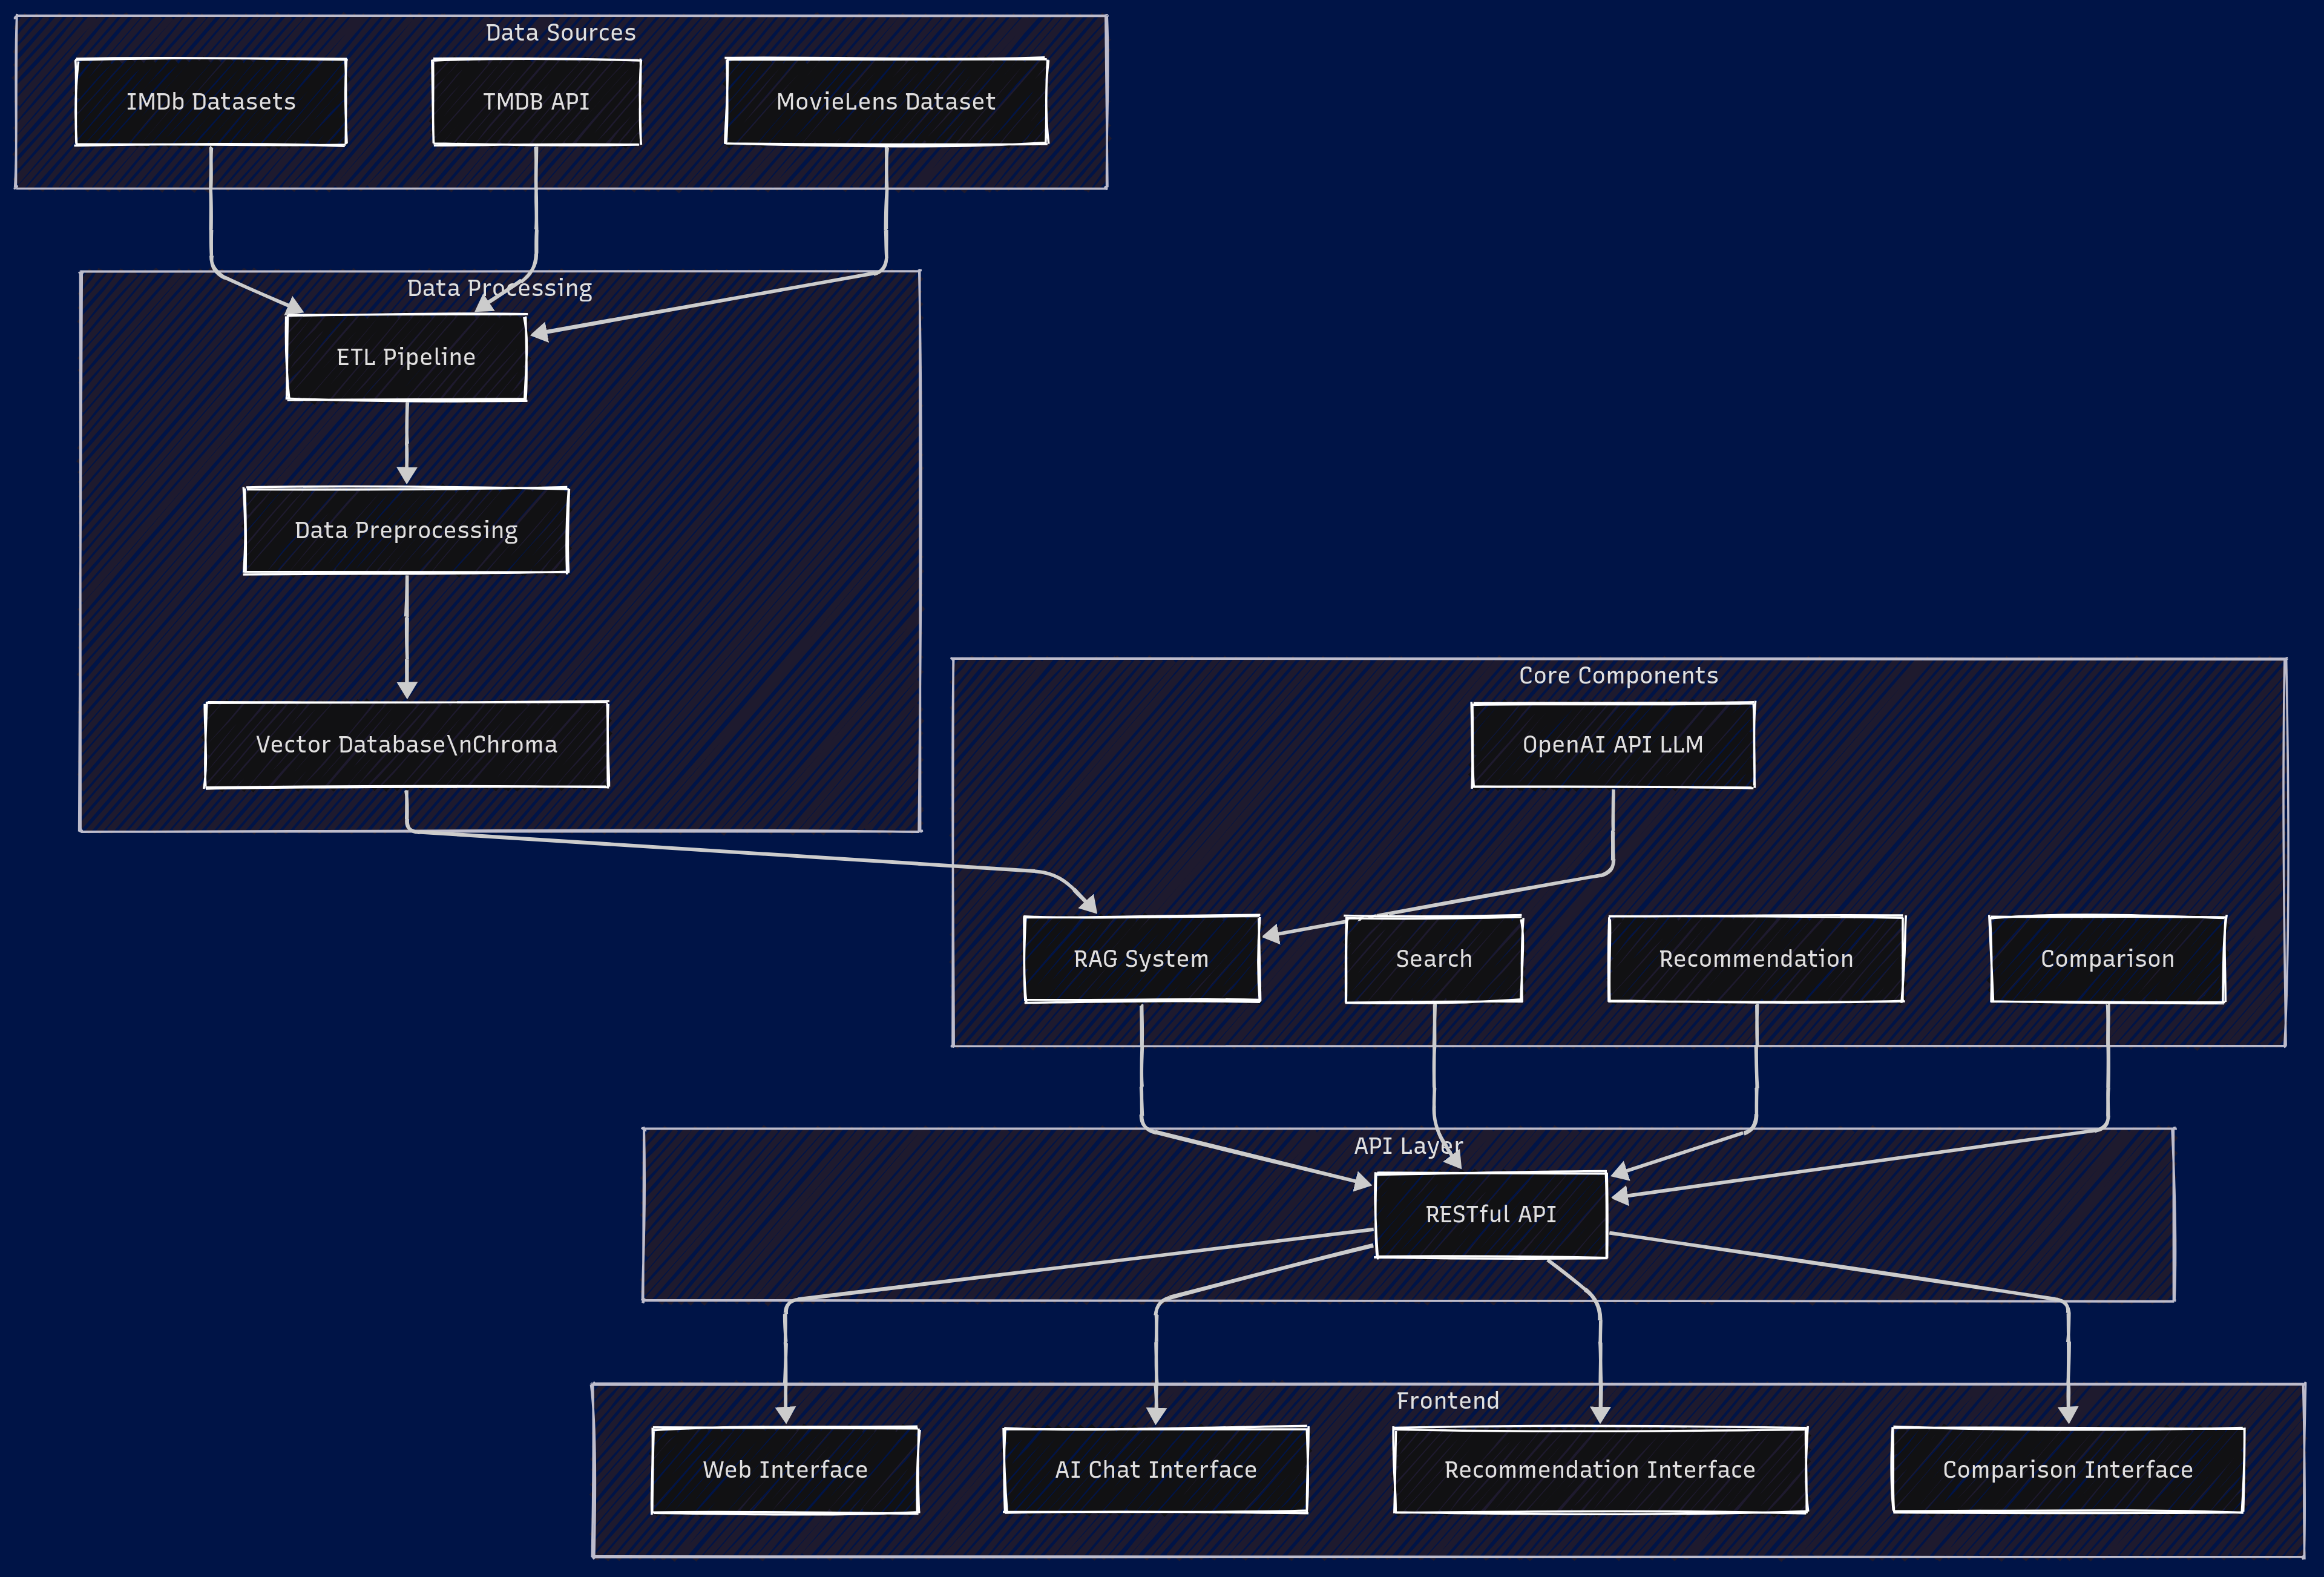 Data Sources
IMDb Datasets
TMDB API
MovieLens Dataset
Data Processing
ETL Pipeline
Data Preprocessing
Vector Database\nChroma
Core Components
OpenAI API LLM
RAG System
Search
Recommendation
Comparison
API Layer
RESTful API
Frontend
Web Interface
AI Chat Interface
Recommendation Interface
Comparison Interface